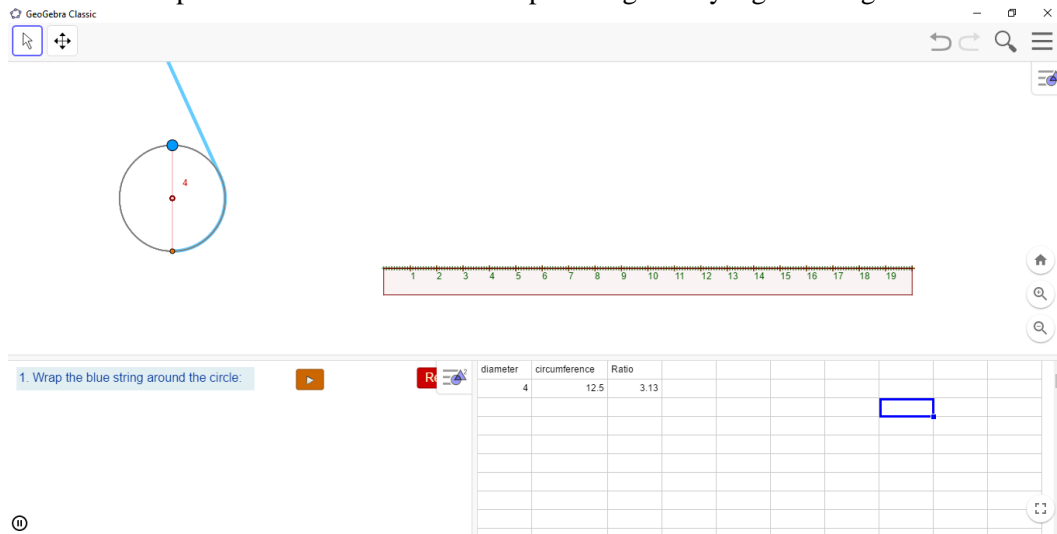 GeoGebra Classic
4
1 2 3 4 5 6 7 8 9 10 11 12 13 14 15 16 17 18 19
1. Wrap the blue string around the circle:
diameter circumference Ratio
4 12.5 3.13